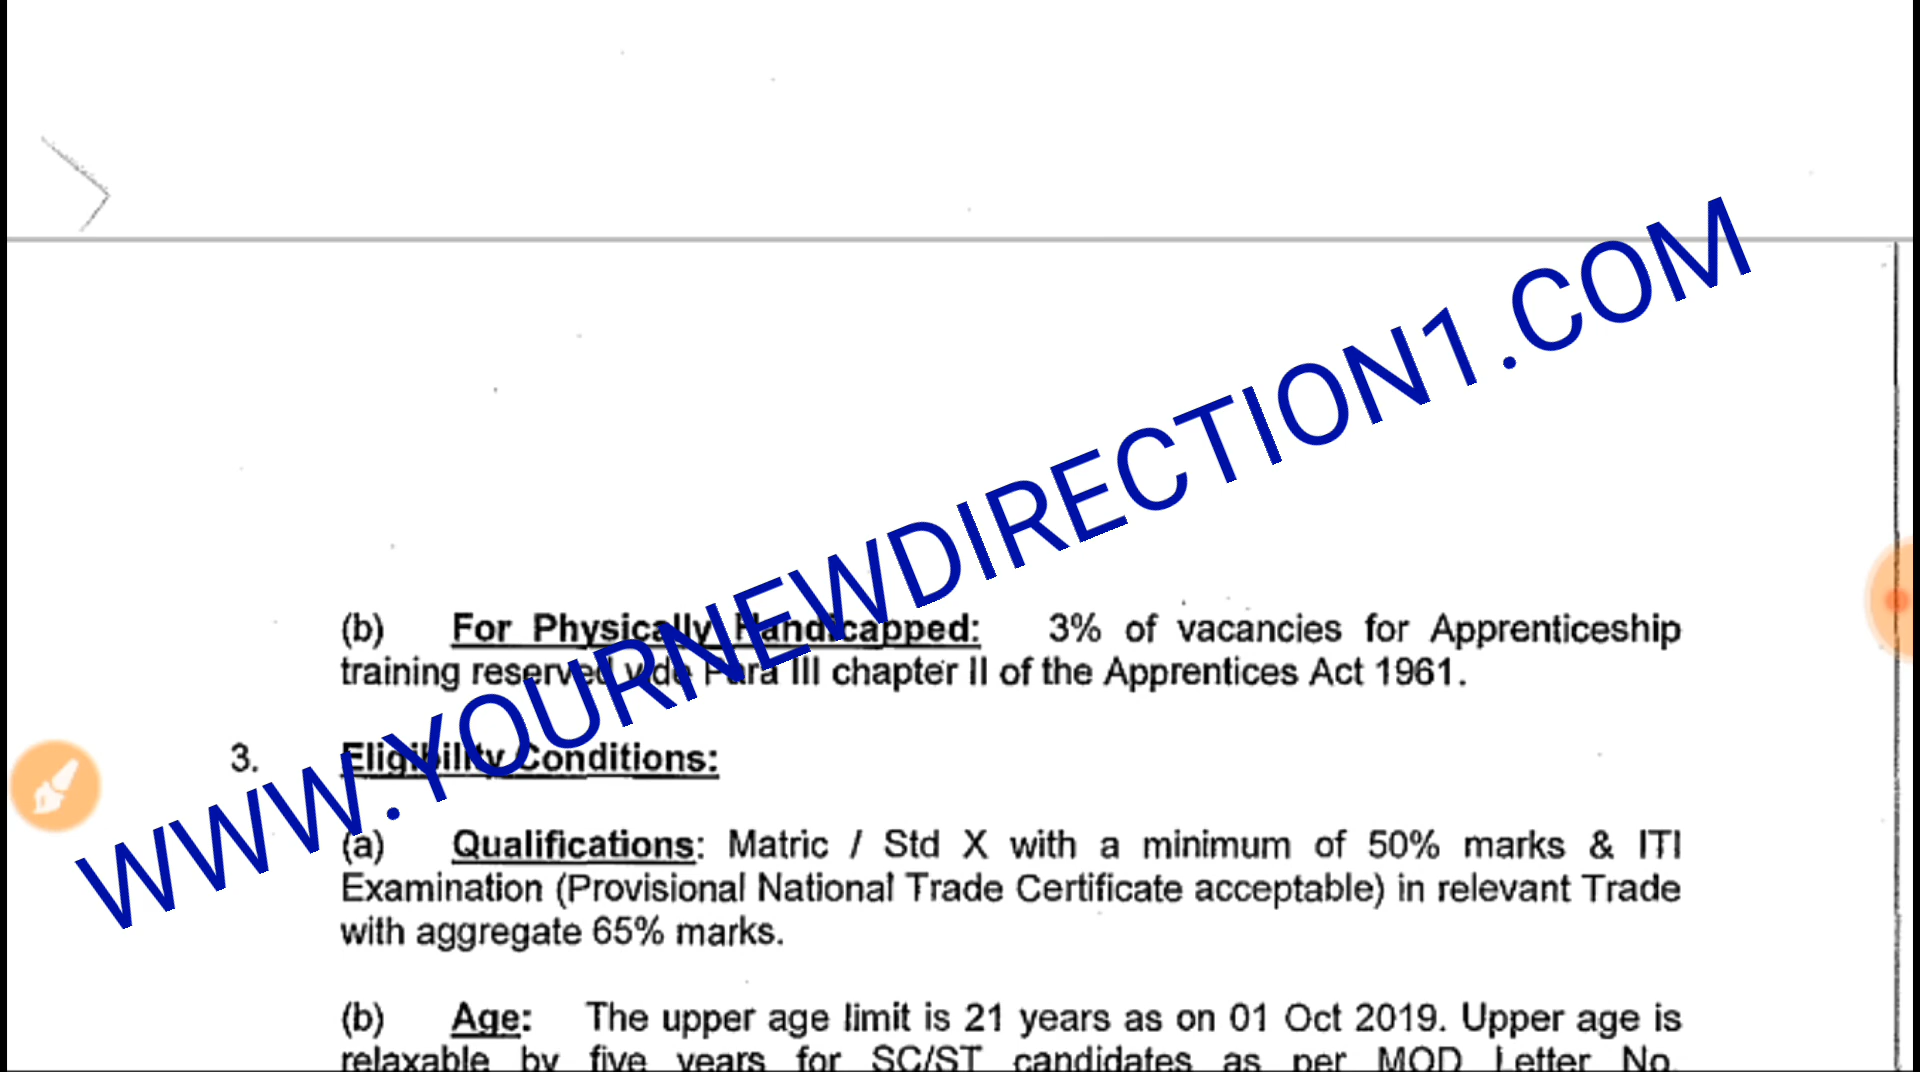 WWW.YOURNEWDIRECTION1.COM
(b) For Physically Handicapped: 3% of vacancies for Apprenticeship
training reserved vide Para III chapter II of the Apprentices Act 1961.
3. Eligibility Conditions:
(a) Qualifications: Matric / Std X with a minimum of 50% marks & ITI
Examination (Provisional National Trade Certificate acceptable) in relevant Trade
with aggregate 65% marks.
(b) Age: The upper age limit is 21 years as on 01 Oct 2019. Upper age is
relaxable by five years for SC/ST candidates as per MOD Letter No.